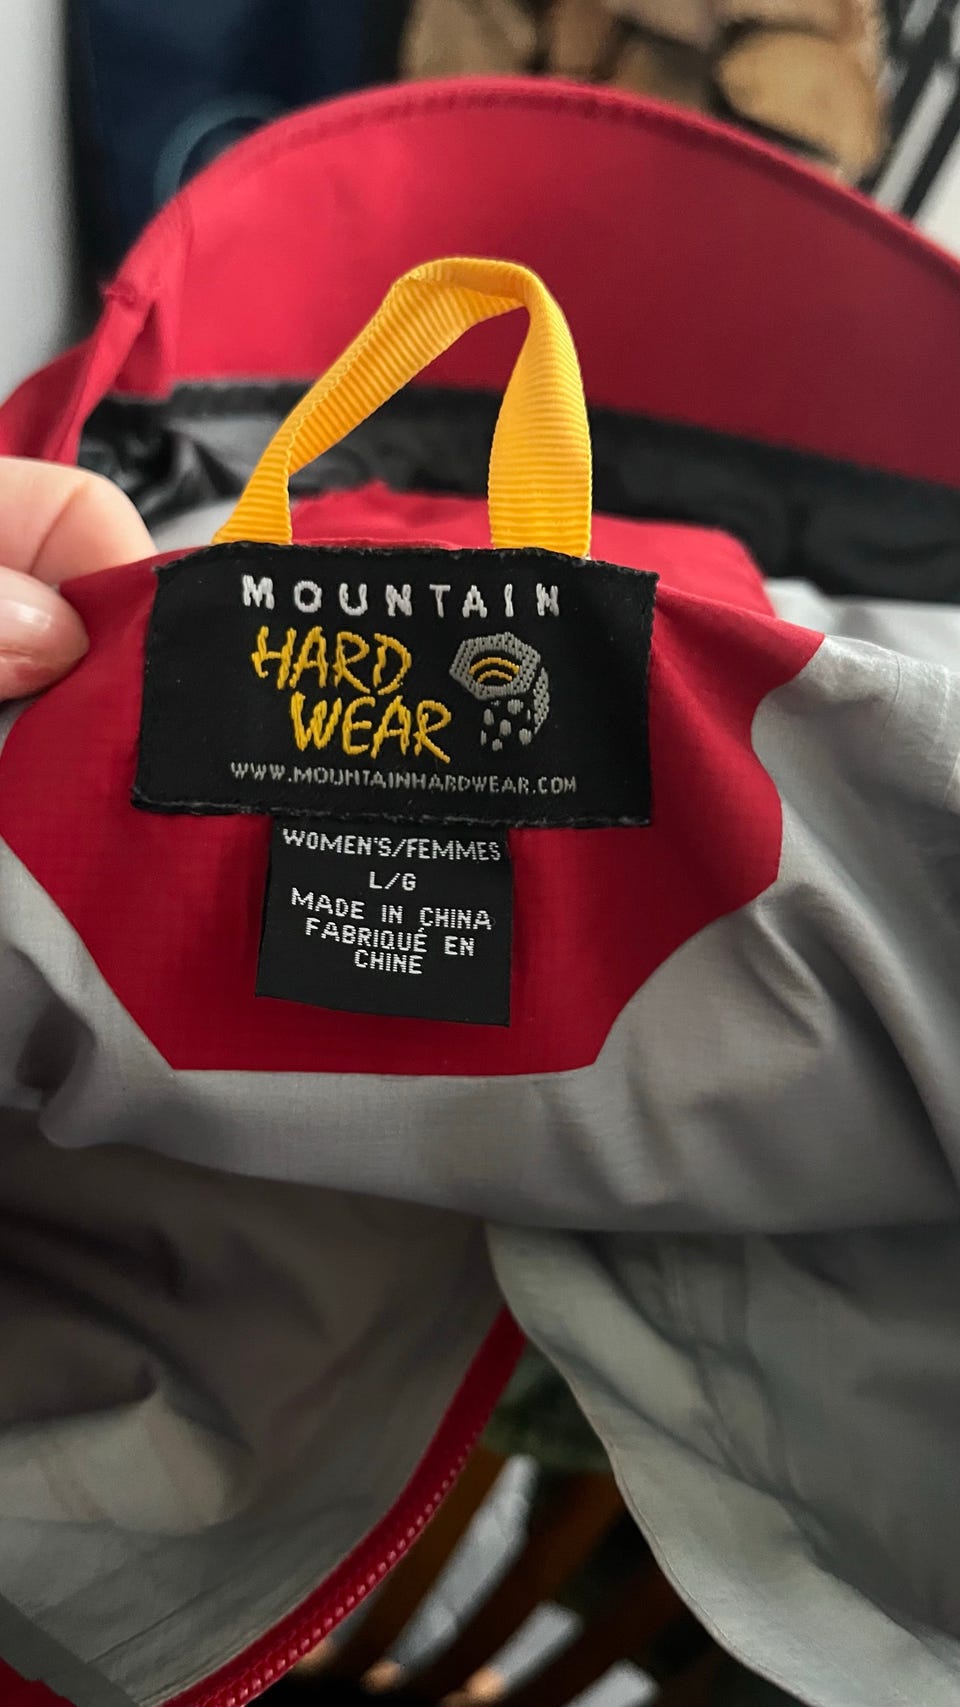 MOUNTAIN
HARD
WEAR
WWW.MOUNTAINHARDWEAR.COM
WOMEN'S/FEMMES
L/G
MADE IN CHINA
FABRIQUÉ EN
CHINE